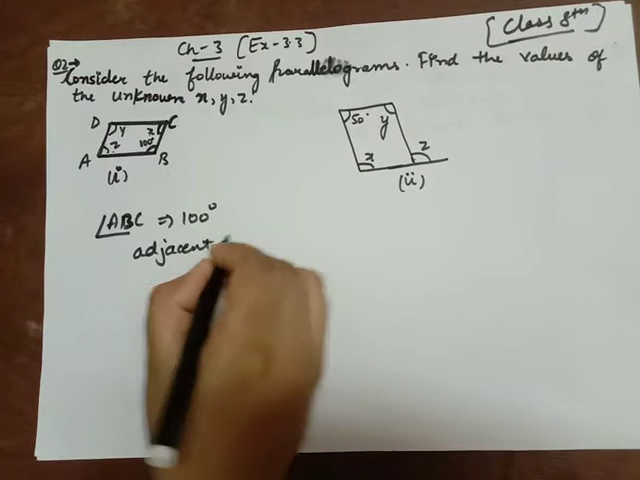 Ch-3 [Ex-3.3]
[Class 8th]
Q2→ Consider the following parallelograms. Find the values of
the unknown x, y, z.
D y x C
A z 100° B
(i)
50° y
x z
(ii)
∠ABC ⇒ 100°
adjacent